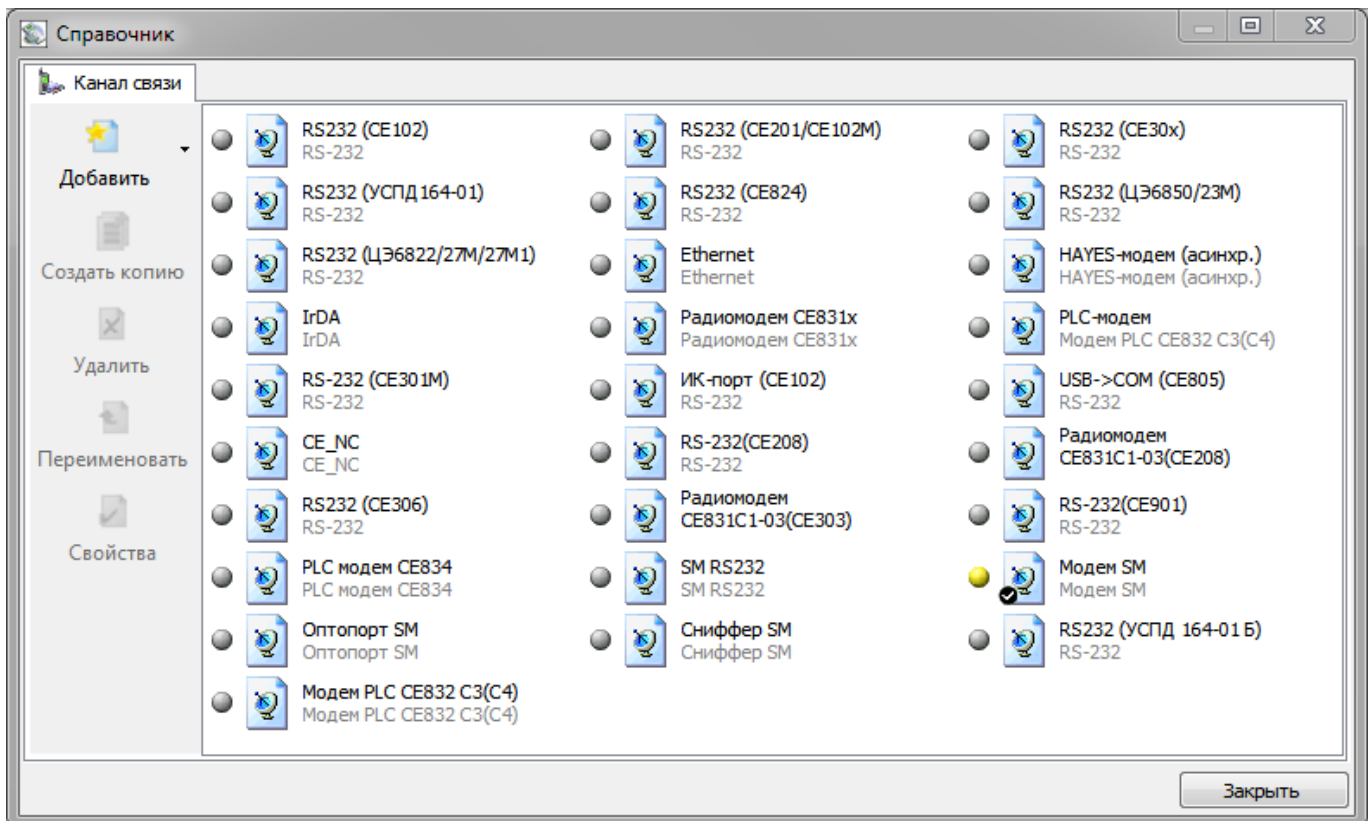 Справочник
Канал связи
Добавить
Создать копию
Удалить
Переименовать
Свойства
RS232 (CE102)
RS-232
RS232 (CE201/CE102M)
RS-232
RS232 (CE30x)
RS-232
RS232 (УСПД164-01)
RS-232
RS232 (CE824)
RS-232
RS232 (ЦЭ6850/23М)
RS-232
RS232 (ЦЭ6822/27М/27М1)
RS-232
Ethernet
Ethernet
HAYES-модем (асинхр.)
HAYES-модем (асинхр.)
IrDA
IrDA
Радиомодем CE831x
Радиомодем CE831x
PLC-модем
Модем PLC CE832 C3(C4)
RS-232 (CE301M)
RS-232
ИК-порт (CE102)
RS-232
USB->COM (CE805)
RS-232
CE_NC
CE_NC
RS-232(CE208)
RS-232
Радиомодем
CE831C1-03(CE208)
RS232 (CE306)
RS-232
Радиомодем
CE831C1-03(CE303)
RS-232(CE901)
RS-232
PLC модем CE834
PLC модем CE834
SM RS232
SM RS232
Модем SM
Модем SM
Оптопорт SM
Оптопорт SM
Сниффер SM
Сниффер SM
RS232 (УСПД 164-01 Б)
RS-232
Модем PLC CE832 C3(C4)
Модем PLC CE832 C3(C4)
Закрыть